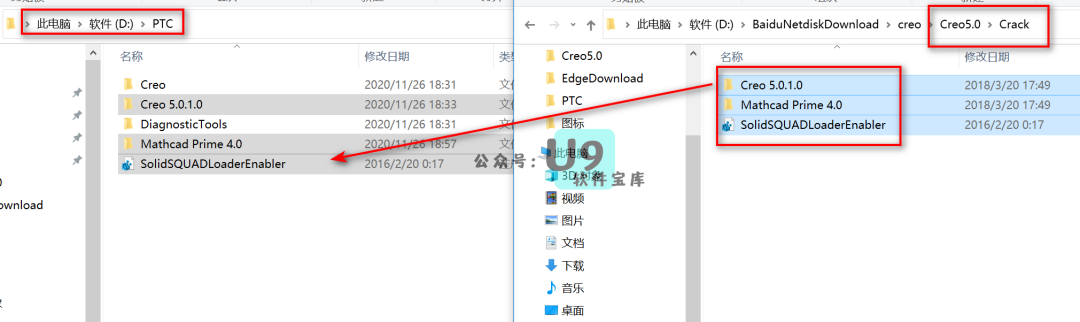 此电脑 > 软件 (D:) > PTC
名称 修改日期
Creo 2020/11/26 18:31
Creo 5.0.1.0 2020/11/26 18:33
DiagnosticTools 2020/11/26 18:31
Mathcad Prime 4.0 2020/11/26 18:57
SolidSQUADLoaderEnabler 2016/2/20 0:17
ownload
此电脑 > 软件 (D:) > BaiduNetdiskDownload > creo > Creo5.0 > Crack
名称 修改日期
Creo5.0
EdgeDownload
PTC
图标
此电脑
3D 对象
视频
图片
文档
下载
音乐
桌面
Creo 5.0.1.0 2018/3/20 17:49
Mathcad Prime 4.0 2018/3/20 17:49
SolidSQUADLoaderEnabler 2016/2/20 0:17
公众号：U9
软件宝库